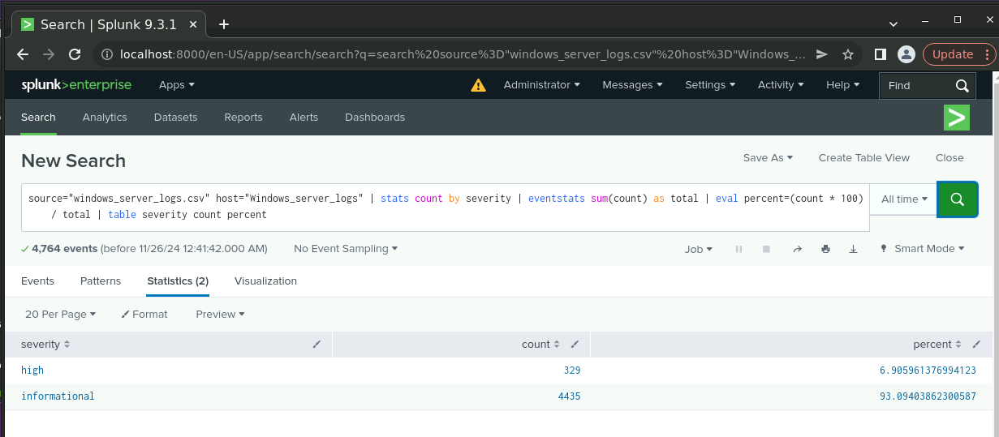 Search | Splunk 9.3.1
localhost:8000/en-US/app/search/search?q=search%20source%3D"windows_server_logs.csv"%20host%3D"Windows_...
Update
splunk>enterprise Apps Administrator Messages Settings Activity Help Find
Search Analytics Datasets Reports Alerts Dashboards
New Search Save As Create Table View Close
source="windows_server_logs.csv" host="Windows_server_logs" | stats count by severity | eventstats sum(count) as total | eval percent=(count * 100)
/ total | table severity count percent
All time
4,764 events (before 11/26/24 12:41:42.000 AM) No Event Sampling Job Smart Mode
Events Patterns Statistics (2) Visualization
20 Per Page Format Preview
severity count percent
high 329 6.905961376994123
informational 4435 93.09403862300587